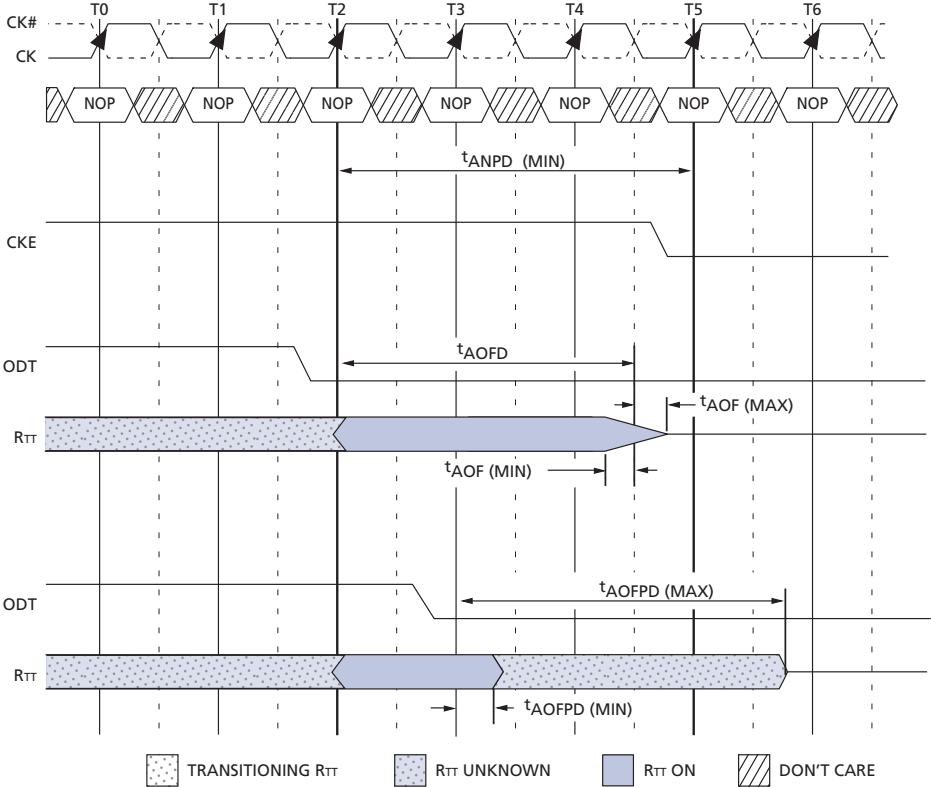 T0 T1 T2 T3 T4 T5 T6
CK#
CK
NOP NOP NOP NOP NOP NOP NOP
tANPD (MIN)
CKE
tAOFD
ODT
tAOF (MAX)
RTT
tAOF (MIN)
tAOFPD (MAX)
ODT
RTT
tAOFPD (MIN)
TRANSITIONING RTT RTT UNKNOWN RTT ON DON'T CARE